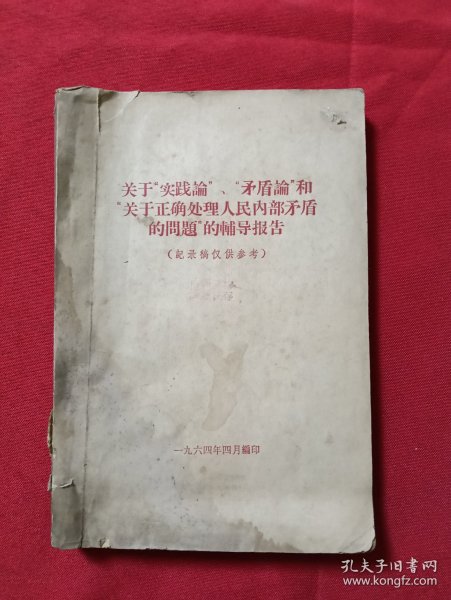 关于“实践論”、“矛盾論”和
“关于正确处理人民內部矛盾
的問題”的輔导报告
（記录稿仅供参考）
一九六四年四月編印
孔夫子旧书网
www.kongfz.com